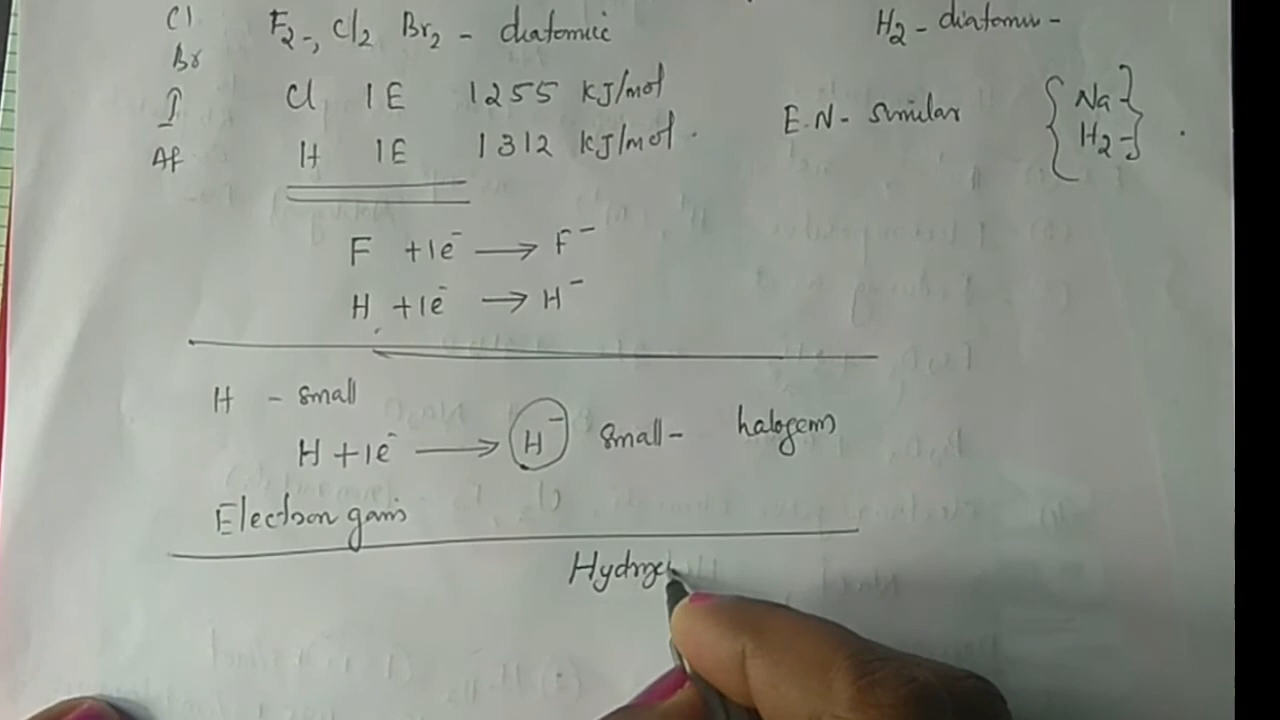 Cl F2-, Cl2 Br2 - diatomic H2 - diatomic -
Br
I Cl IE 1255 kJ/mol E.N - similar { Na }
At H IE 1312 kJ/mol. { H2 - } .
F + 1e⁻ → F⁻
H + 1e⁻ → H⁻
H - small
H + 1e⁻ → H⁻ small - halogens
Electron gain
Hydroge